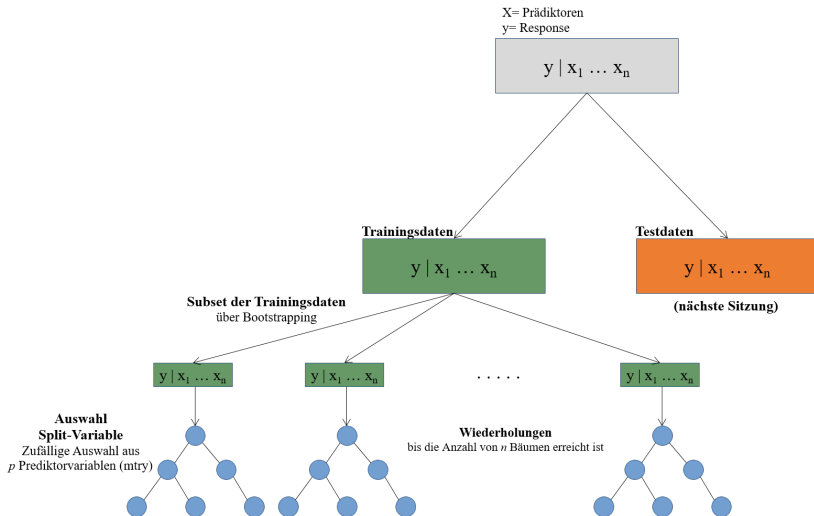 X= Prädiktoren
y= Response
y | x₁ … xₙ
Trainingsdaten
Testdaten
y | x₁ … xₙ
y | x₁ … xₙ
Subset der Trainingsdaten
über Bootstrapping
(nächste Sitzung)
y | x₁ … xₙ
y | x₁ … xₙ
. . . . .
y | x₁ … xₙ
Auswahl
Split-Variable
Zufällige Auswahl aus
p Prediktorvariablen (mtry)
Wiederholungen
bis die Anzahl von n Bäumen erreicht ist